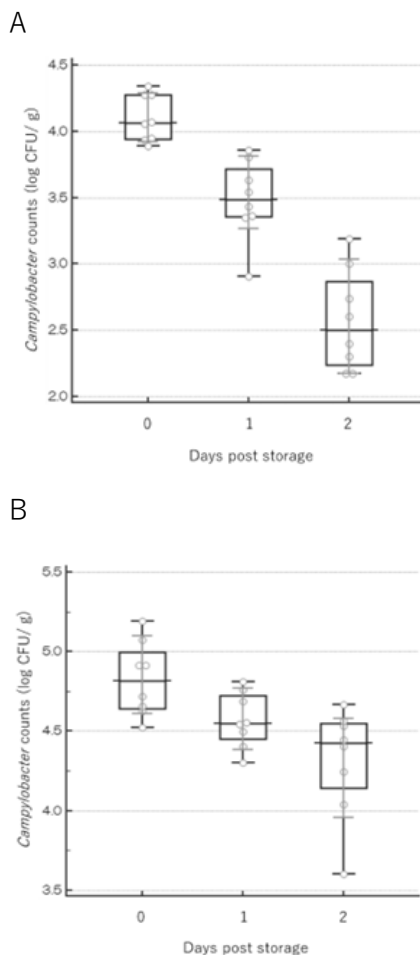 A
4.5
4.0
3.5
3.0
2.5
2.0
Campylobacter counts (log CFU/ g)
0 1 2
Days post storage
B
5.5
5.0
4.5
4.0
3.5
Campylobacter counts (log CFU/ g)
0 1 2
Days post storage